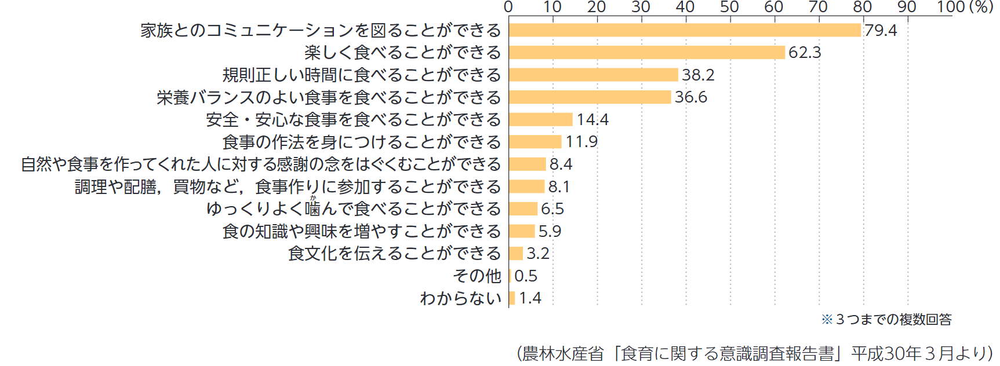 0 10 20 30 40 50 60 70 80 90 100 (%)
家族とのコミュニケーションを図ることができる 79.4
楽しく食べることができる 62.3
規則正しい時間に食べることができる 38.2
栄養バランスのよい食事を食べることができる 36.6
安全・安心な食事を食べることができる 14.4
食事の作法を身につけることができる 11.9
自然や食事を作ってくれた人に対する感謝の念をはぐくむことができる 8.4
調理や配膳，買物など，食事作りに参加することができる 8.1
か
ゆっくりよく噛んで食べることができる 6.5
食の知識や興味を増やすことができる 5.9
食文化を伝えることができる 3.2
その他 0.5
わからない 1.4
※３つまでの複数回答
(農林水産省「食育に関する意識調査報告書」平成30年３月より)